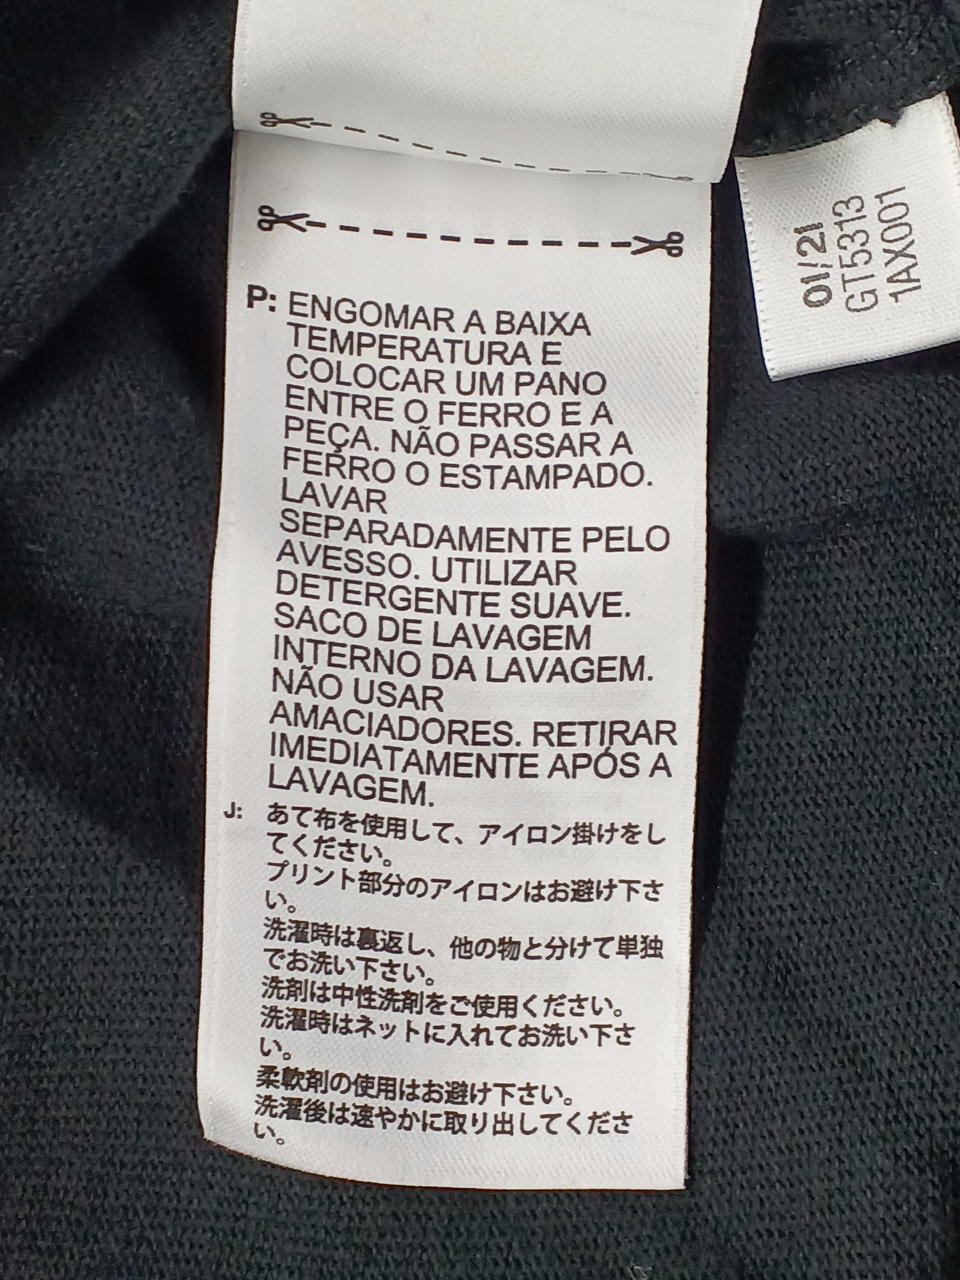 P: ENGOMAR A BAIXA
TEMPERATURA E
COLOCAR UM PANO
ENTRE O FERRO E A
PEÇA. NÃO PASSAR A
FERRO O ESTAMPADO.
LAVAR
SEPARADAMENTE PELO
AVESSO. UTILIZAR
DETERGENTE SUAVE.
SACO DE LAVAGEM
INTERNO DA LAVAGEM.
NÃO USAR
AMACIADORES. RETIRAR
IMEDIATAMENTE APÓS A
LAVAGEM.
J: あて布を使用して、アイロン掛けをし
てください。
プリント部分のアイロンはお避け下さ
い。
洗濯時は裏返し、他の物と分けて単独
でお洗い下さい。
洗剤は中性洗剤をご使用ください。
洗濯時はネットに入れてお洗い下さ
い。
柔軟剤の使用はお避け下さい。
洗濯後は速やかに取り出してくださ
い。
01/21
GT5313
1AX001